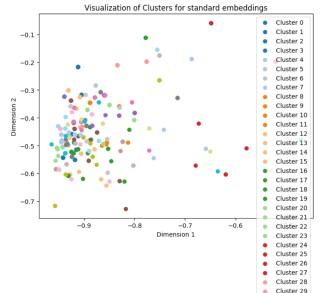 Visualization of Clusters for standard embeddings
Dimension 2
−0.1
−0.2
−0.3
−0.4
−0.5
−0.6
−0.7
−0.9
−0.8
−0.7
−0.6
Dimension 1
Cluster 0
Cluster 1
Cluster 2
Cluster 3
Cluster 4
Cluster 5
Cluster 6
Cluster 7
Cluster 8
Cluster 9
Cluster 10
Cluster 11
Cluster 12
Cluster 13
Cluster 14
Cluster 15
Cluster 16
Cluster 17
Cluster 18
Cluster 19
Cluster 20
Cluster 21
Cluster 22
Cluster 23
Cluster 24
Cluster 25
Cluster 26
Cluster 27
Cluster 28
Cluster 29